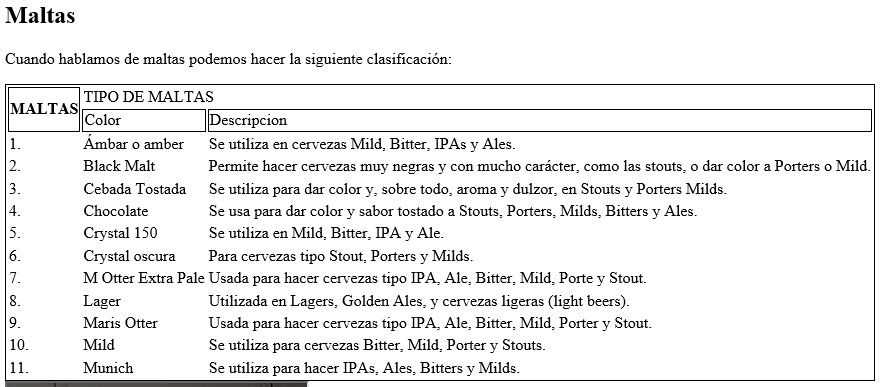 Maltas
Cuando hablamos de maltas podemos hacer la siguiente clasificación:
MALTAS TIPO DE MALTAS
Color Descripcion
1. Ámbar o amber Se utiliza en cervezas Mild, Bitter, IPAs y Ales.
2. Black Malt Permite hacer cervezas muy negras y con mucho carácter, como las stouts, o dar color a Porters o Mild.
3. Cebada Tostada Se utiliza para dar color y, sobre todo, aroma y dulzor, en Stouts y Porters Milds.
4. Chocolate Se usa para dar color y sabor tostado a Stouts, Porters, Milds, Bitters y Ales.
5. Crystal 150 Se utiliza en Mild, Bitter, IPA y Ale.
6. Crystal oscura Para cervezas tipo Stout, Porters y Milds.
7. M Otter Extra Pale Usada para hacer cervezas tipo IPA, Ale, Bitter, Mild, Porte y Stout.
8. Lager Utilizada en Lagers, Golden Ales, y cervezas ligeras (light beers).
9. Maris Otter Usada para hacer cervezas tipo IPA, Ale, Bitter, Mild, Porter y Stout.
10. Mild Se utiliza para cervezas Bitter, Mild, Porter y Stouts.
11. Munich Se utiliza para hacer IPAs, Ales, Bitters y Milds.